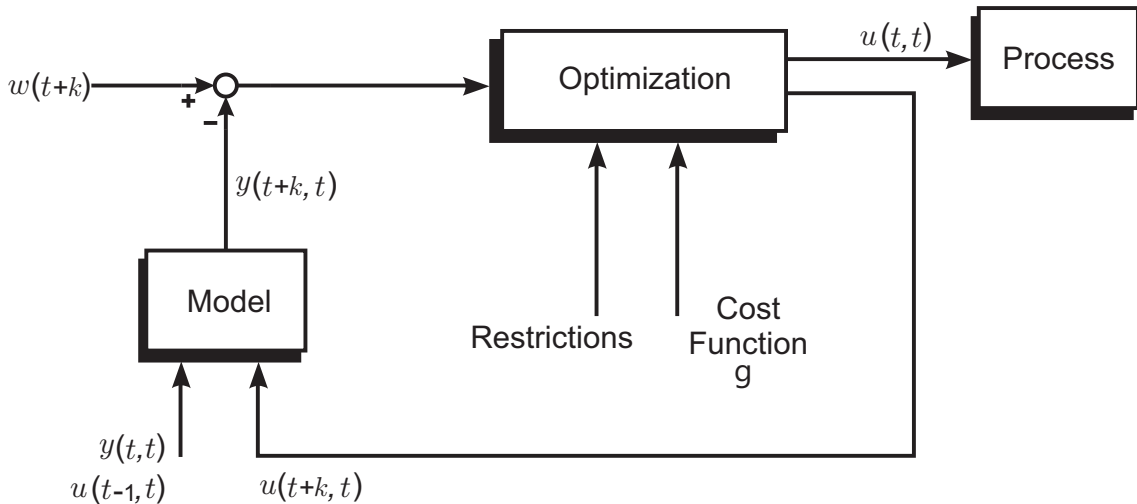 u(t,t)
Process
Optimization
w(t+k)
+
−
y(t+k,t)
Model
Restrictions
Cost
Function
g
y(t,t)
u(t-1,t)
u(t+k,t)